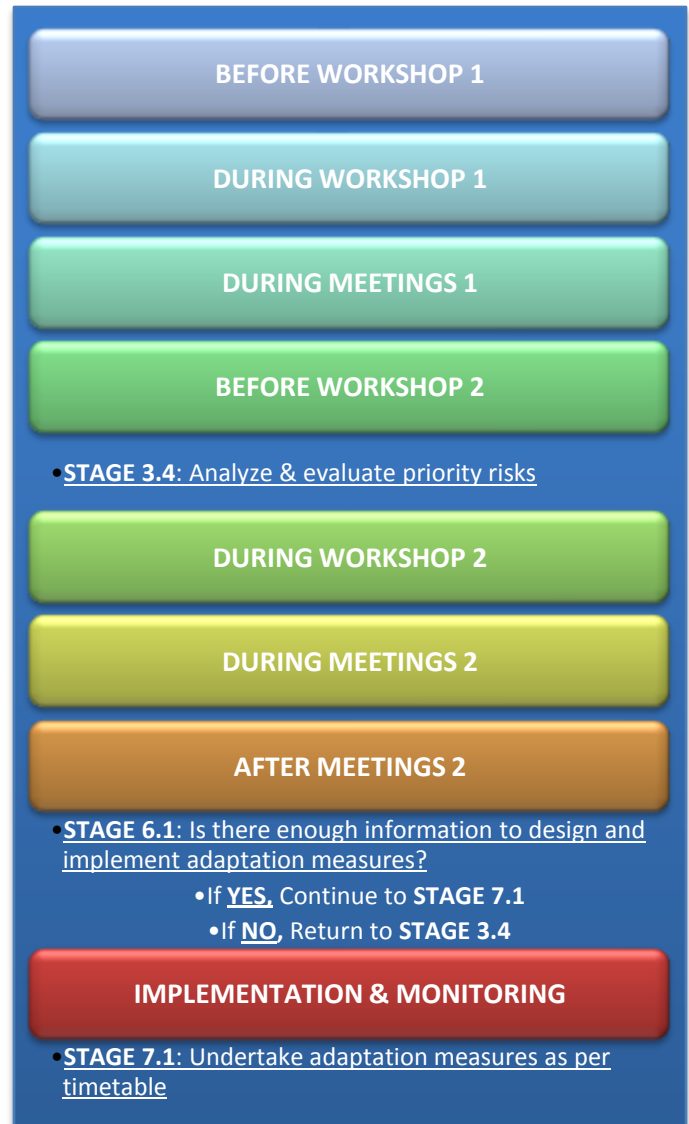 BEFORE WORKSHOP 1
DURING WORKSHOP 1
DURING MEETINGS 1
BEFORE WORKSHOP 2
•STAGE 3.4: Analyze & evaluate priority risks
DURING WORKSHOP 2
DURING MEETINGS 2
AFTER MEETINGS 2
•STAGE 6.1: Is there enough information to design and
implement adaptation measures?
•If YES, Continue to STAGE 7.1
•If NO, Return to STAGE 3.4
IMPLEMENTATION & MONITORING
•STAGE 7.1: Undertake adaptation measures as per
timetable